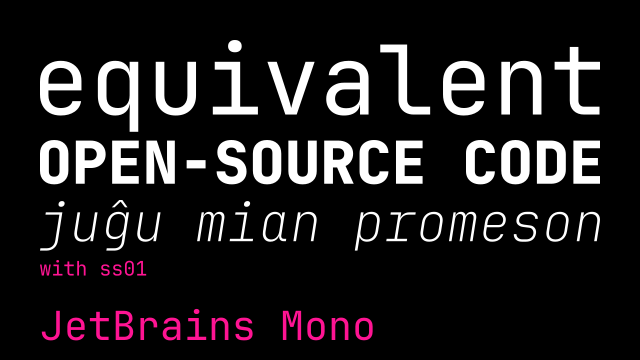 equivalent
OPEN-SOURCE CODE
juĝu mian promeson
with ss01
JetBrains Mono